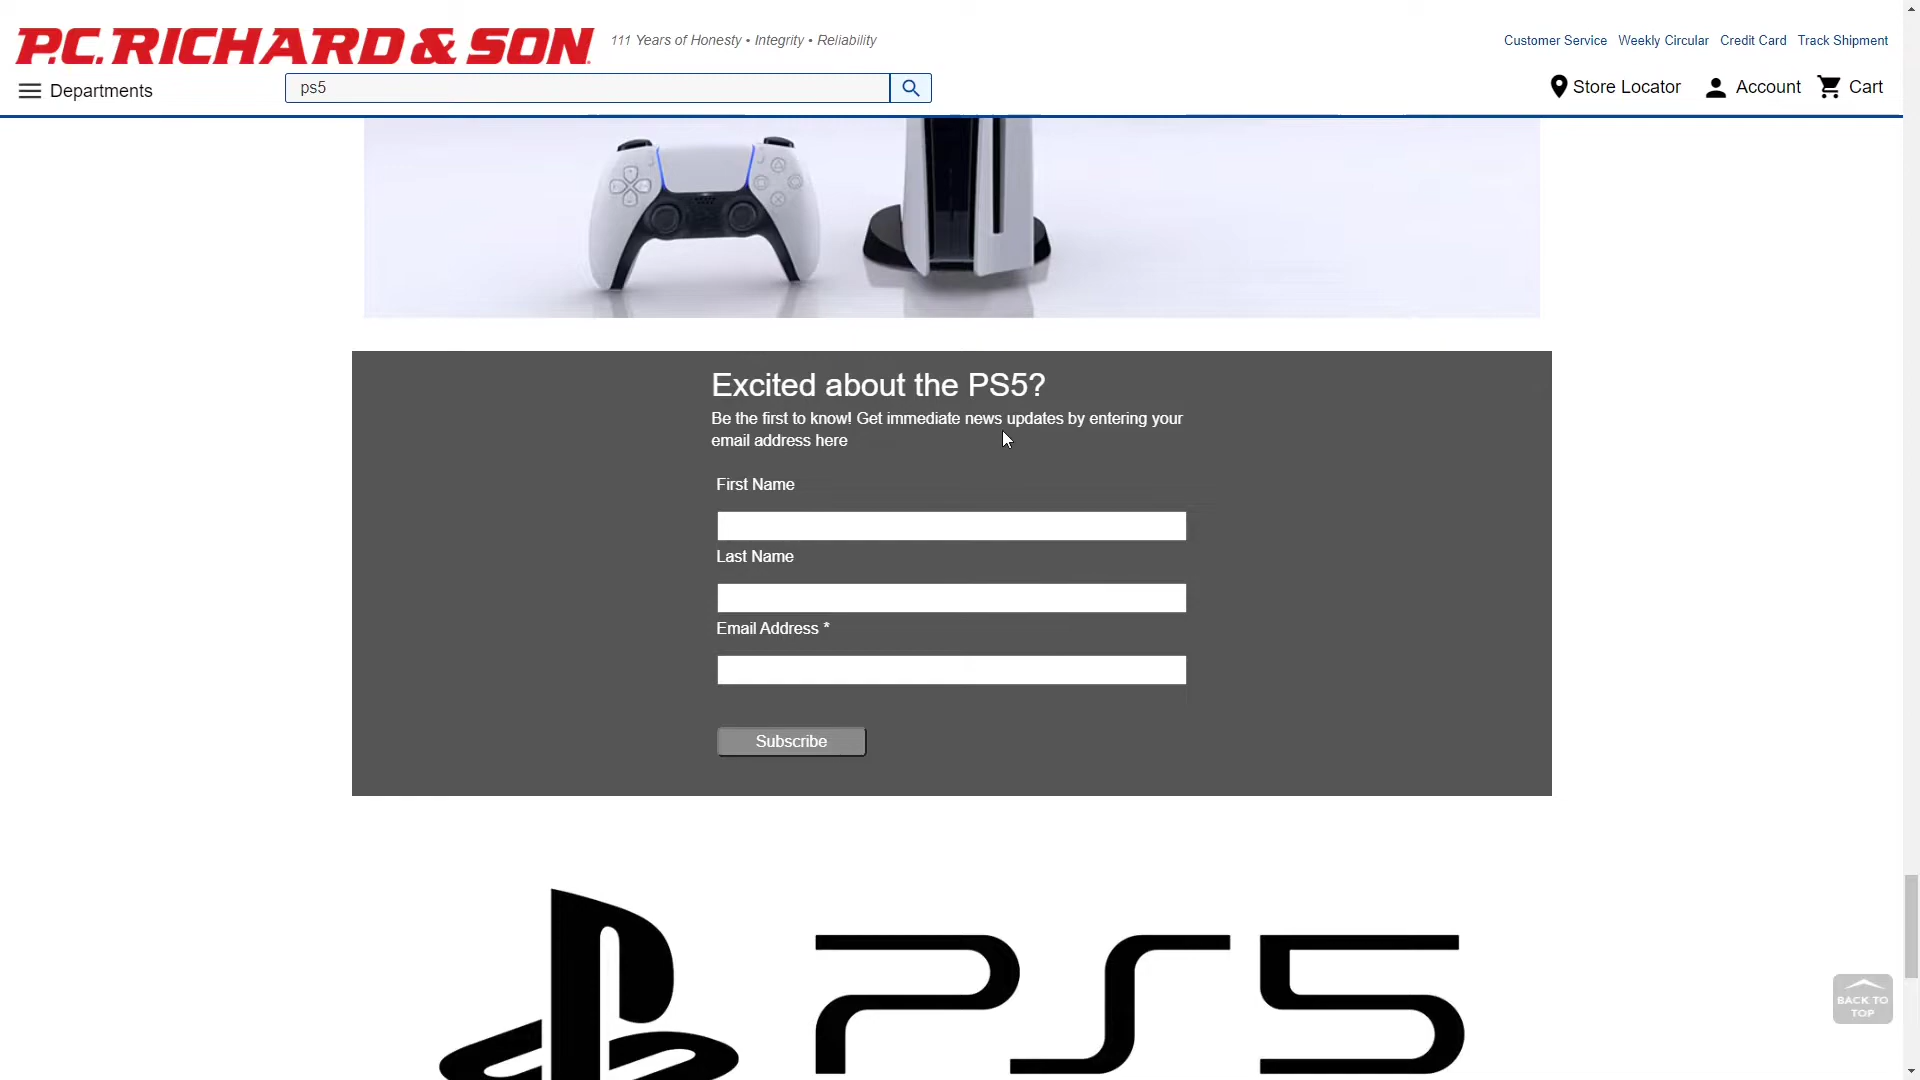 P.C. RICHARD & SON
111 Years of Honesty • Integrity • Reliability
Customer Service
Weekly Circular
Credit Card
Track Shipment
Departments
ps5
Store Locator
Account
Cart
Excited about the PS5?
Be the first to know! Get immediate news updates by entering your
email address here
First Name
Last Name
Email Address *
Subscribe
PS5
BACK TO
TOP